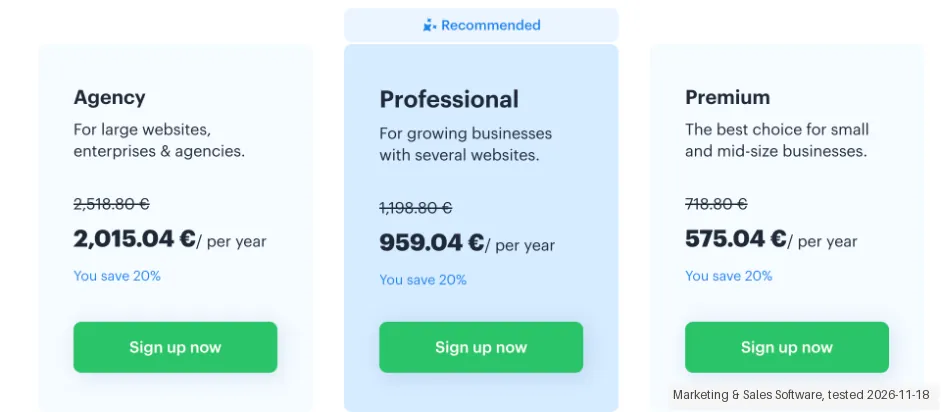 Recommended
Agency
For large websites,
enterprises & agencies.
2,518.80 €
2,015.04 €/ per year
You save 20%
Sign up now
Professional
For growing businesses
with several websites.
1,198.80 €
959.04 €/ per year
You save 20%
Sign up now
Premium
The best choice for small
and mid-size businesses.
718.80 €
575.04 €/ per year
You save 20%
Sign up now
Marketing & Sales Software, tested 2026-11-18